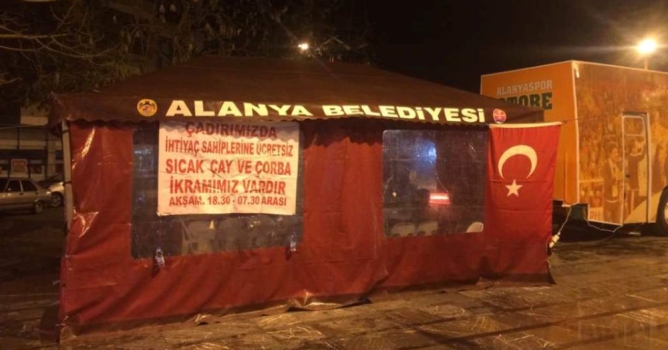 ALANYA BELEDİYESİ
ÇADIRIMIZDA
İHTİYAÇ SAHİPLERİNE ÜCRETSİZ
SICAK ÇAY VE ÇORBA
İKRAMIMIZ VARDIR
AKŞAM. 18.30 - 07.30 ARASI
ALANYASPOR
STORE